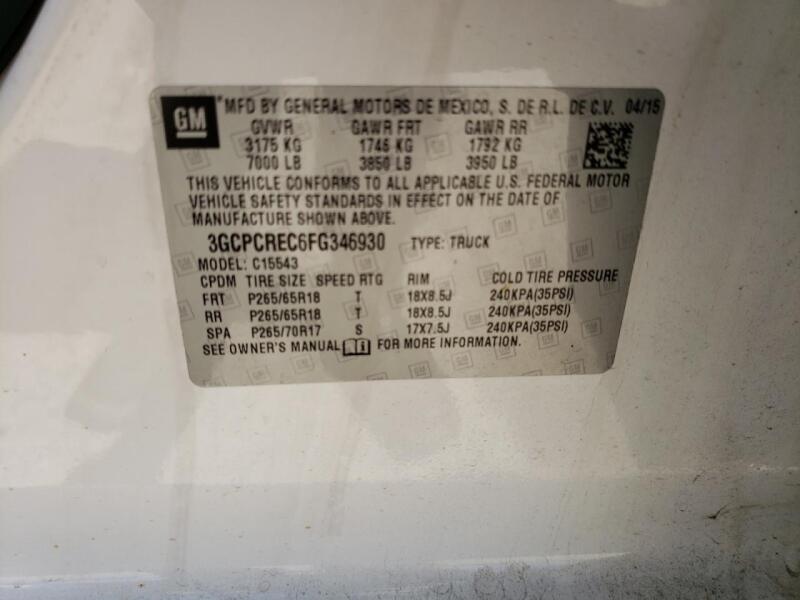 GM *MFD BY GENERAL MOTORS DE MEXICO, S. DE R.L. DE C.V. 04/15
GVWR GAWR FRT GAWR RR
3175 KG 1746 KG 1792 KG
7000 LB 3850 LB 3950 LB
THIS VEHICLE CONFORMS TO ALL APPLICABLE U.S. FEDERAL MOTOR
VEHICLE SAFETY STANDARDS IN EFFECT ON THE DATE OF
MANUFACTURE SHOWN ABOVE.
3GCPCREC6FG346930 TYPE: TRUCK
MODEL: C15543
CPDM TIRE SIZE SPEED RTG RIM COLD TIRE PRESSURE
FRT P265/65R18 T 18X8.5J 240KPA(35PSI)
RR P265/65R18 T 18X8.5J 240KPA(35PSI)
SPA P265/70R17 S 17X7.5J 240KPA(35PSI)
SEE OWNER'S MANUAL FOR MORE INFORMATION.